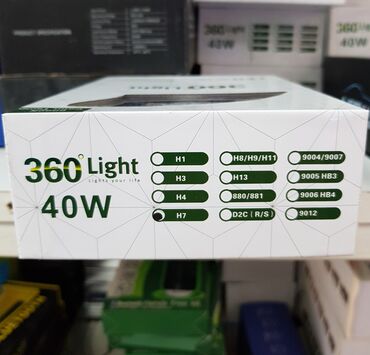 360 Light
40W
360° Light
Lights your life
40W
H1
H3
H4
H7
H8/H9/H11
H13
880/881
D2C (R/S)
9004/9007
9005 HB3
9006 HB4
9012